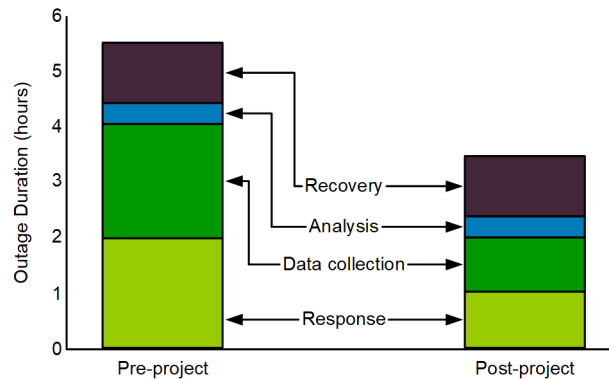 6
5
4
3
2
1
0
Outage Duration (hours)
Recovery
Analysis
Data collection
Response
Pre-project
Post-project